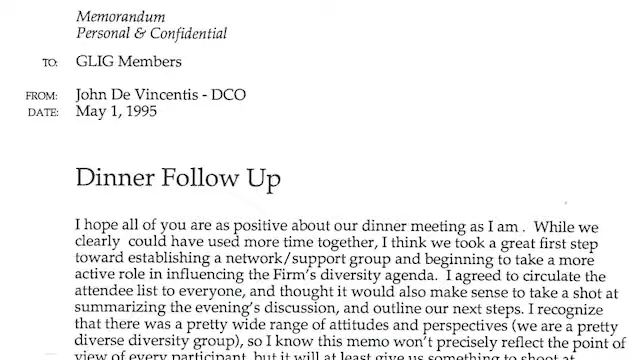 Memorandum
Personal & Confidential
TO: GLIG Members
FROM: John De Vincentis - DCO
DATE: May 1, 1995
Dinner Follow Up
I hope all of you are as positive about our dinner meeting as I am . While we
clearly could have used more time together, I think we took a great first step
toward establishing a network/support group and beginning to take a more
active role in influencing the Firm's diversity agenda. I agreed to circulate the
attendee list to everyone, and thought it would also make sense to take a shot at
summarizing the evening's discussion, and outline our next steps. I recognize
that there was a pretty wide range of attitudes and perspectives (we are a pretty
diverse diversity group), so I know this memo won't precisely reflect the point of
view of every participant, but it will at least give us something to shoot at